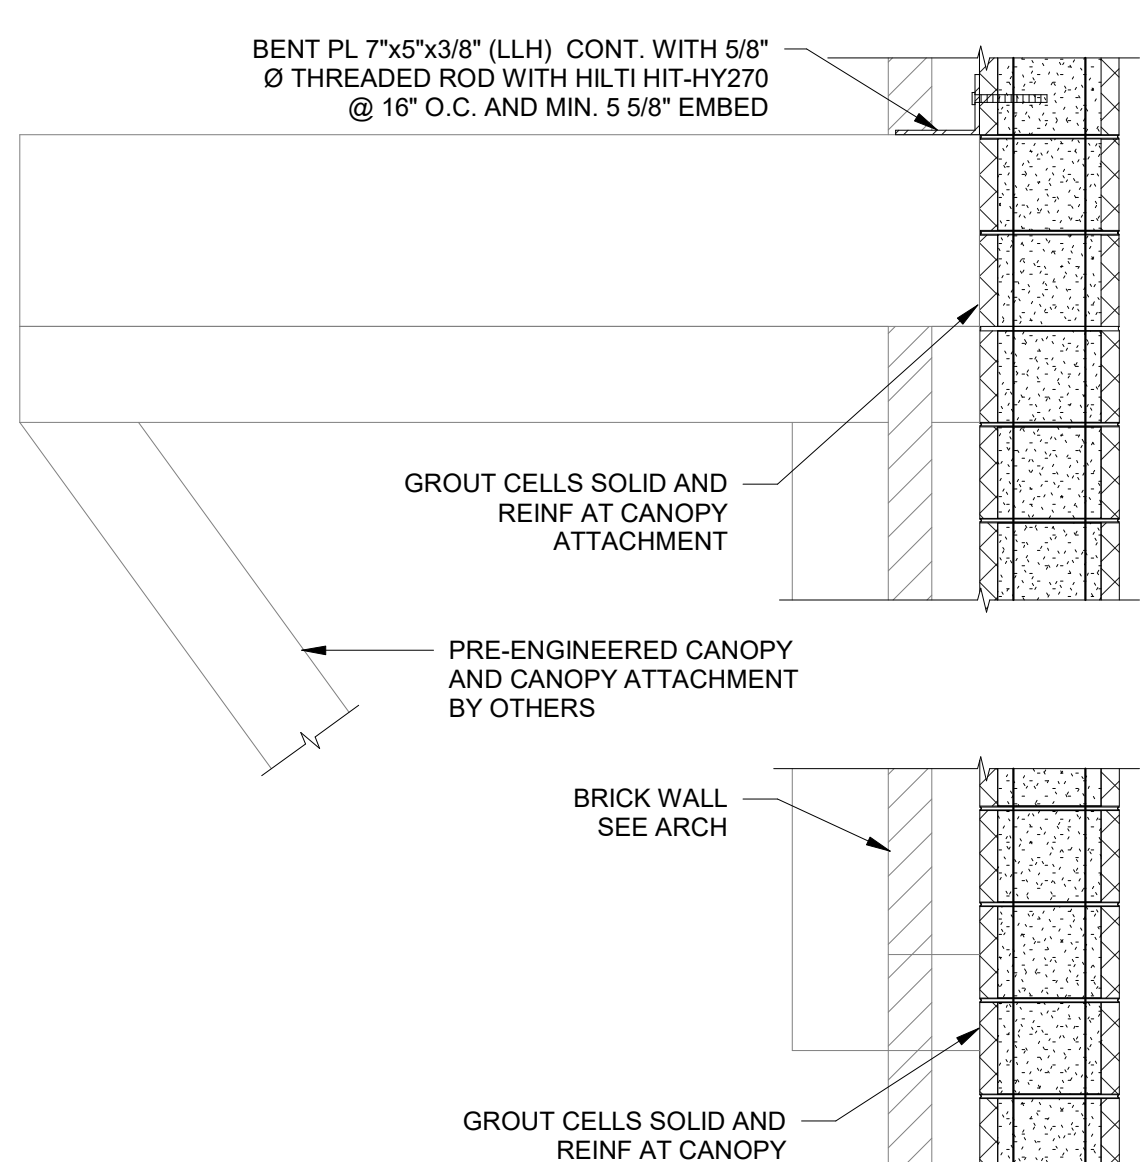 BENT PL 7"x5"x3/8" (LLH) CONT. WITH 5/8"
Ø THREADED ROD WITH HILTI HIT-HY270
@ 16" O.C. AND MIN. 5 5/8" EMBED
GROUT CELLS SOLID AND
REINF AT CANOPY
ATTACHMENT
PRE-ENGINEERED CANOPY
AND CANOPY ATTACHMENT
BY OTHERS
BRICK WALL
SEE ARCH
GROUT CELLS SOLID AND
REINF AT CANOPY